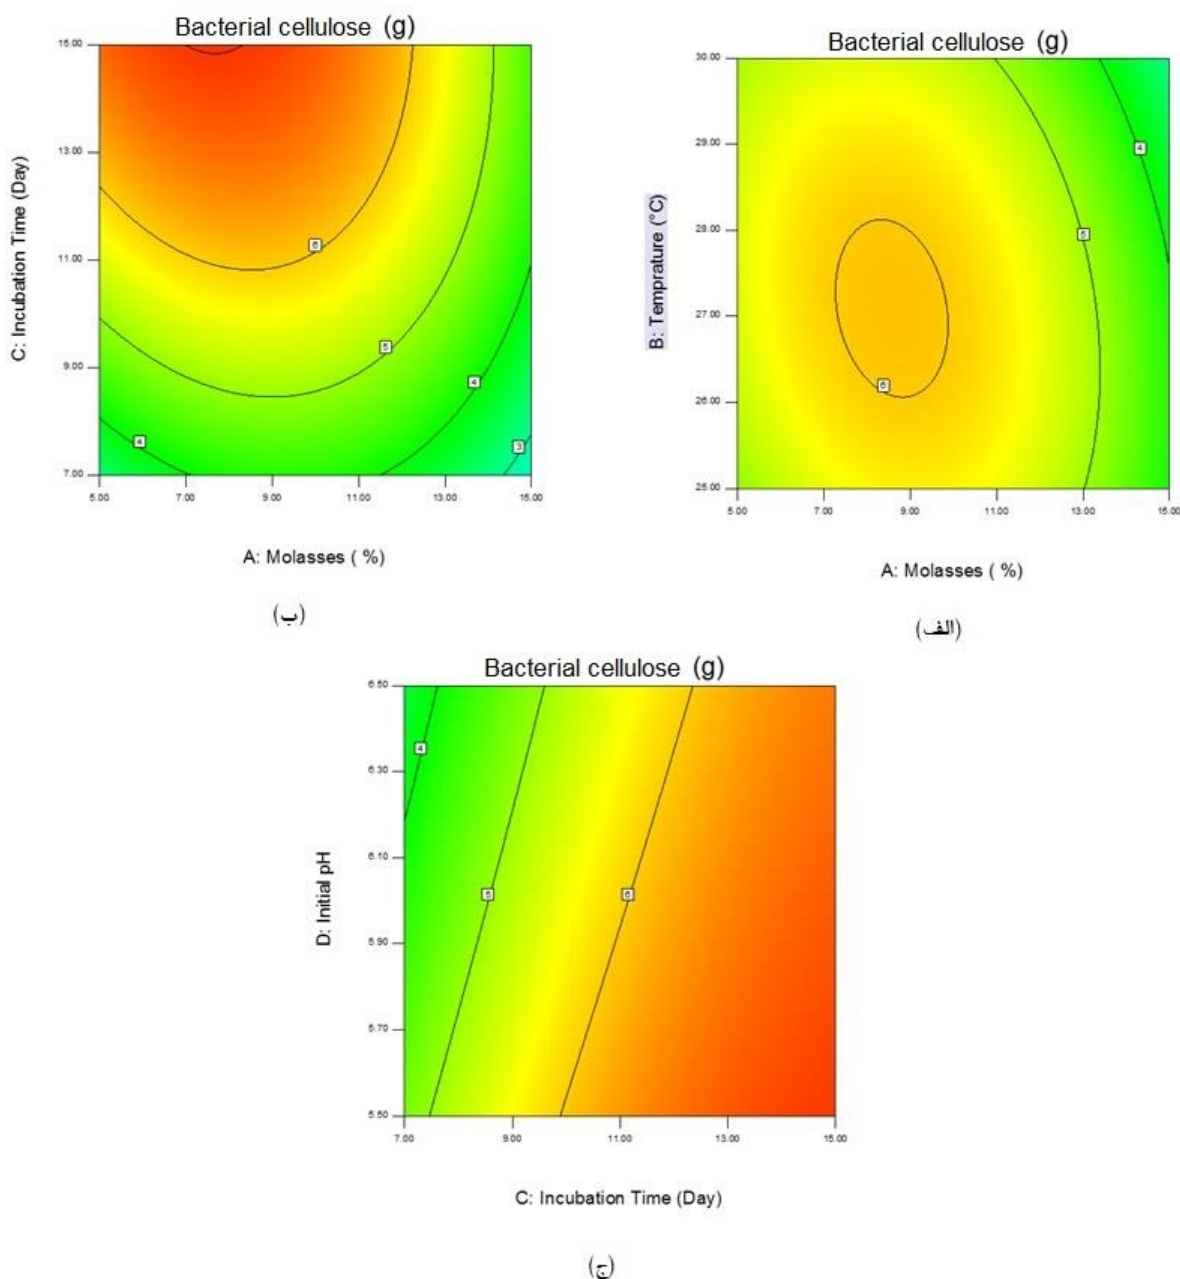 Bacterial cellulose (g)
C: Incubation Time (Day)
15.00
13.00
11.00
9.00
7.00
6
5
4
4
3
5.00 7.00 9.00 11.00 13.00 15.00
A: Molasses ( %)
(ب)
Bacterial cellulose (g)
B: Temprature (°C)
30.00
29.00
28.00
27.00
26.00
25.00
4
5
6
5.00 7.00 9.00 11.00 13.00 15.00
A: Molasses ( %)
(الف)
Bacterial cellulose (g)
D: Initial pH
6.50
6.30
6.10
5.90
5.70
5.50
4
5
6
7.00 9.00 11.00 13.00 15.00
C: Incubation Time (Day)
(ج)